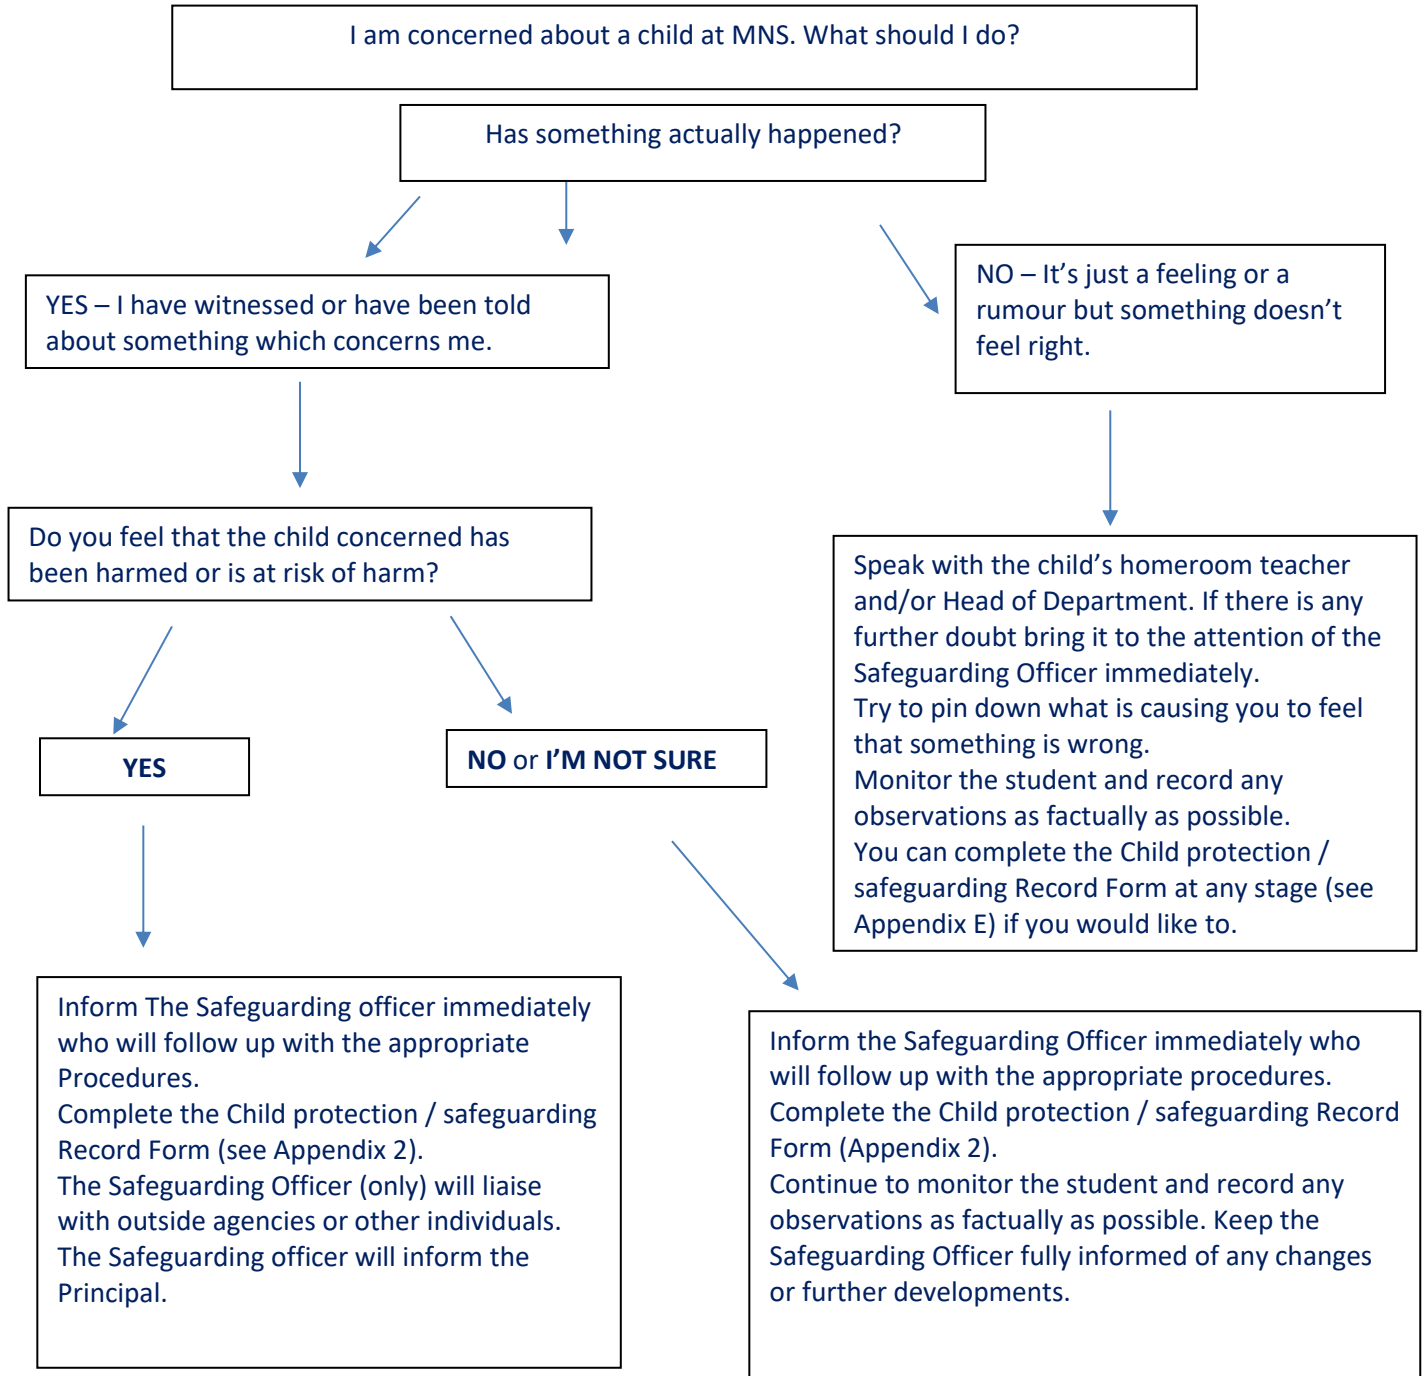 I am concerned about a child at MNS. What should I do?
Has something actually happened?
YES – I have witnessed or have been told
about something which concerns me.
NO – It’s just a feeling or a
rumour but something doesn’t
feel right.
Do you feel that the child concerned has
been harmed or is at risk of harm?
Speak with the child’s homeroom teacher
and/or Head of Department. If there is any
further doubt bring it to the attention of the
Safeguarding Officer immediately.
Try to pin down what is causing you to feel
that something is wrong.
Monitor the student and record any
observations as factually as possible.
You can complete the Child protection /
safeguarding Record Form at any stage (see
Appendix E) if you would like to.
YES
NO or I’M NOT SURE
Inform The Safeguarding officer immediately
who will follow up with the appropriate
Procedures.
Complete the Child protection / safeguarding
Record Form (see Appendix 2).
The Safeguarding Officer (only) will liaise
with outside agencies or other individuals.
The Safeguarding officer will inform the
Principal.
Inform the Safeguarding Officer immediately who
will follow up with the appropriate procedures.
Complete the Child protection / safeguarding Record
Form (Appendix 2).
Continue to monitor the student and record any
observations as factually as possible. Keep the
Safeguarding Officer fully informed of any changes
or further developments.